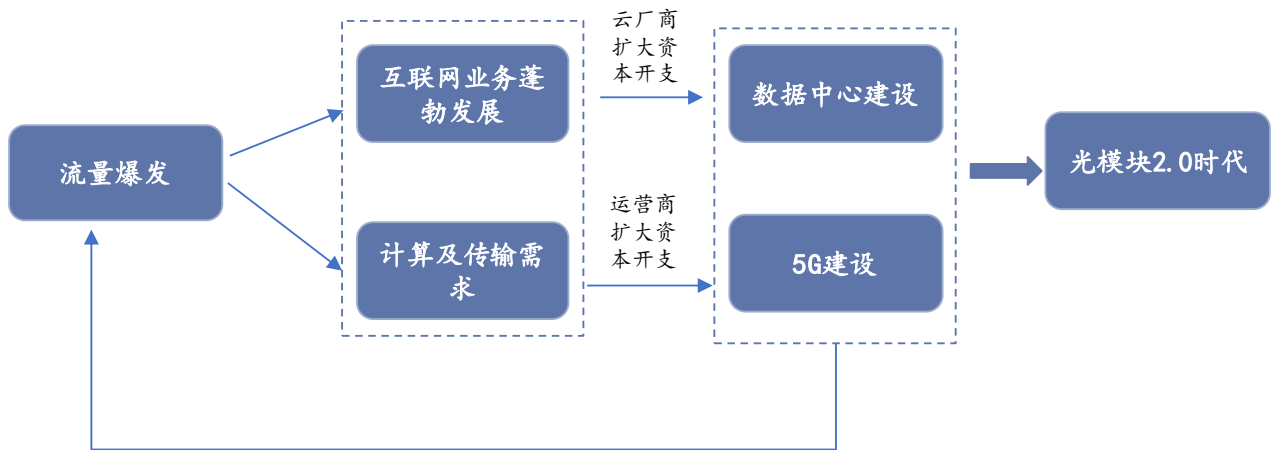 流量爆发
互联网业务蓬
勃发展
计算及传输需
求
云厂商
扩大资
本开支
运营商
扩大资
本开支
数据中心建设
5G建设
光模块2.0时代